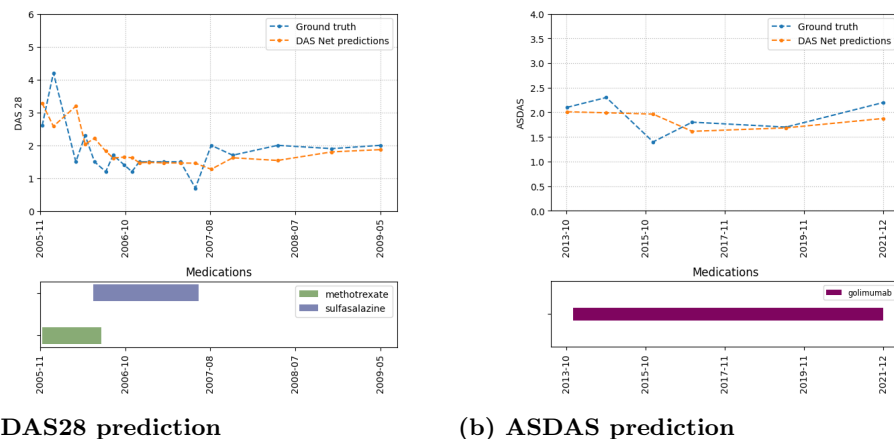 6
5
4
3
2
1
0
DAS 28
Ground truth
DAS Net predictions
2005-11
2006-10
2007-08
2008-07
2009-05
Medications
methotrexate
sulfasalazine
2005-11
2006-10
2007-08
2008-07
2009-05
DAS28 prediction
4.0
3.5
3.0
2.5
2.0
1.5
1.0
0.5
0.0
ASDAS
Ground truth
DAS Net predictions
2013-10
2015-10
2017-11
2019-11
2021-12
Medications
golimumab
2013-10
2015-10
2017-11
2019-11
2021-12
(b) ASDAS prediction